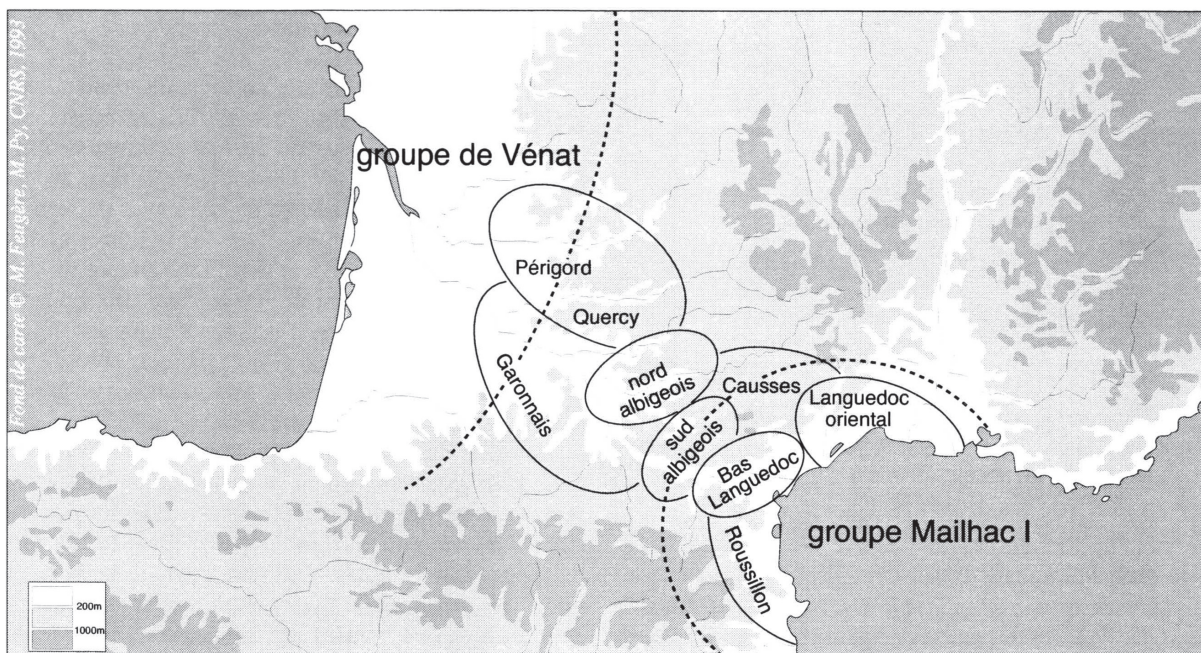 Fond de carte © M. Feugère, M. Py, CNRS, 1993
groupe de Vénat
Périgord
Quercy
Garonnais
nord
albigeois
Causses
Languedoc
oriental
sud
albigeois
Bas
Languedoc
groupe Mailhac I
Roussillon
200m
1000m